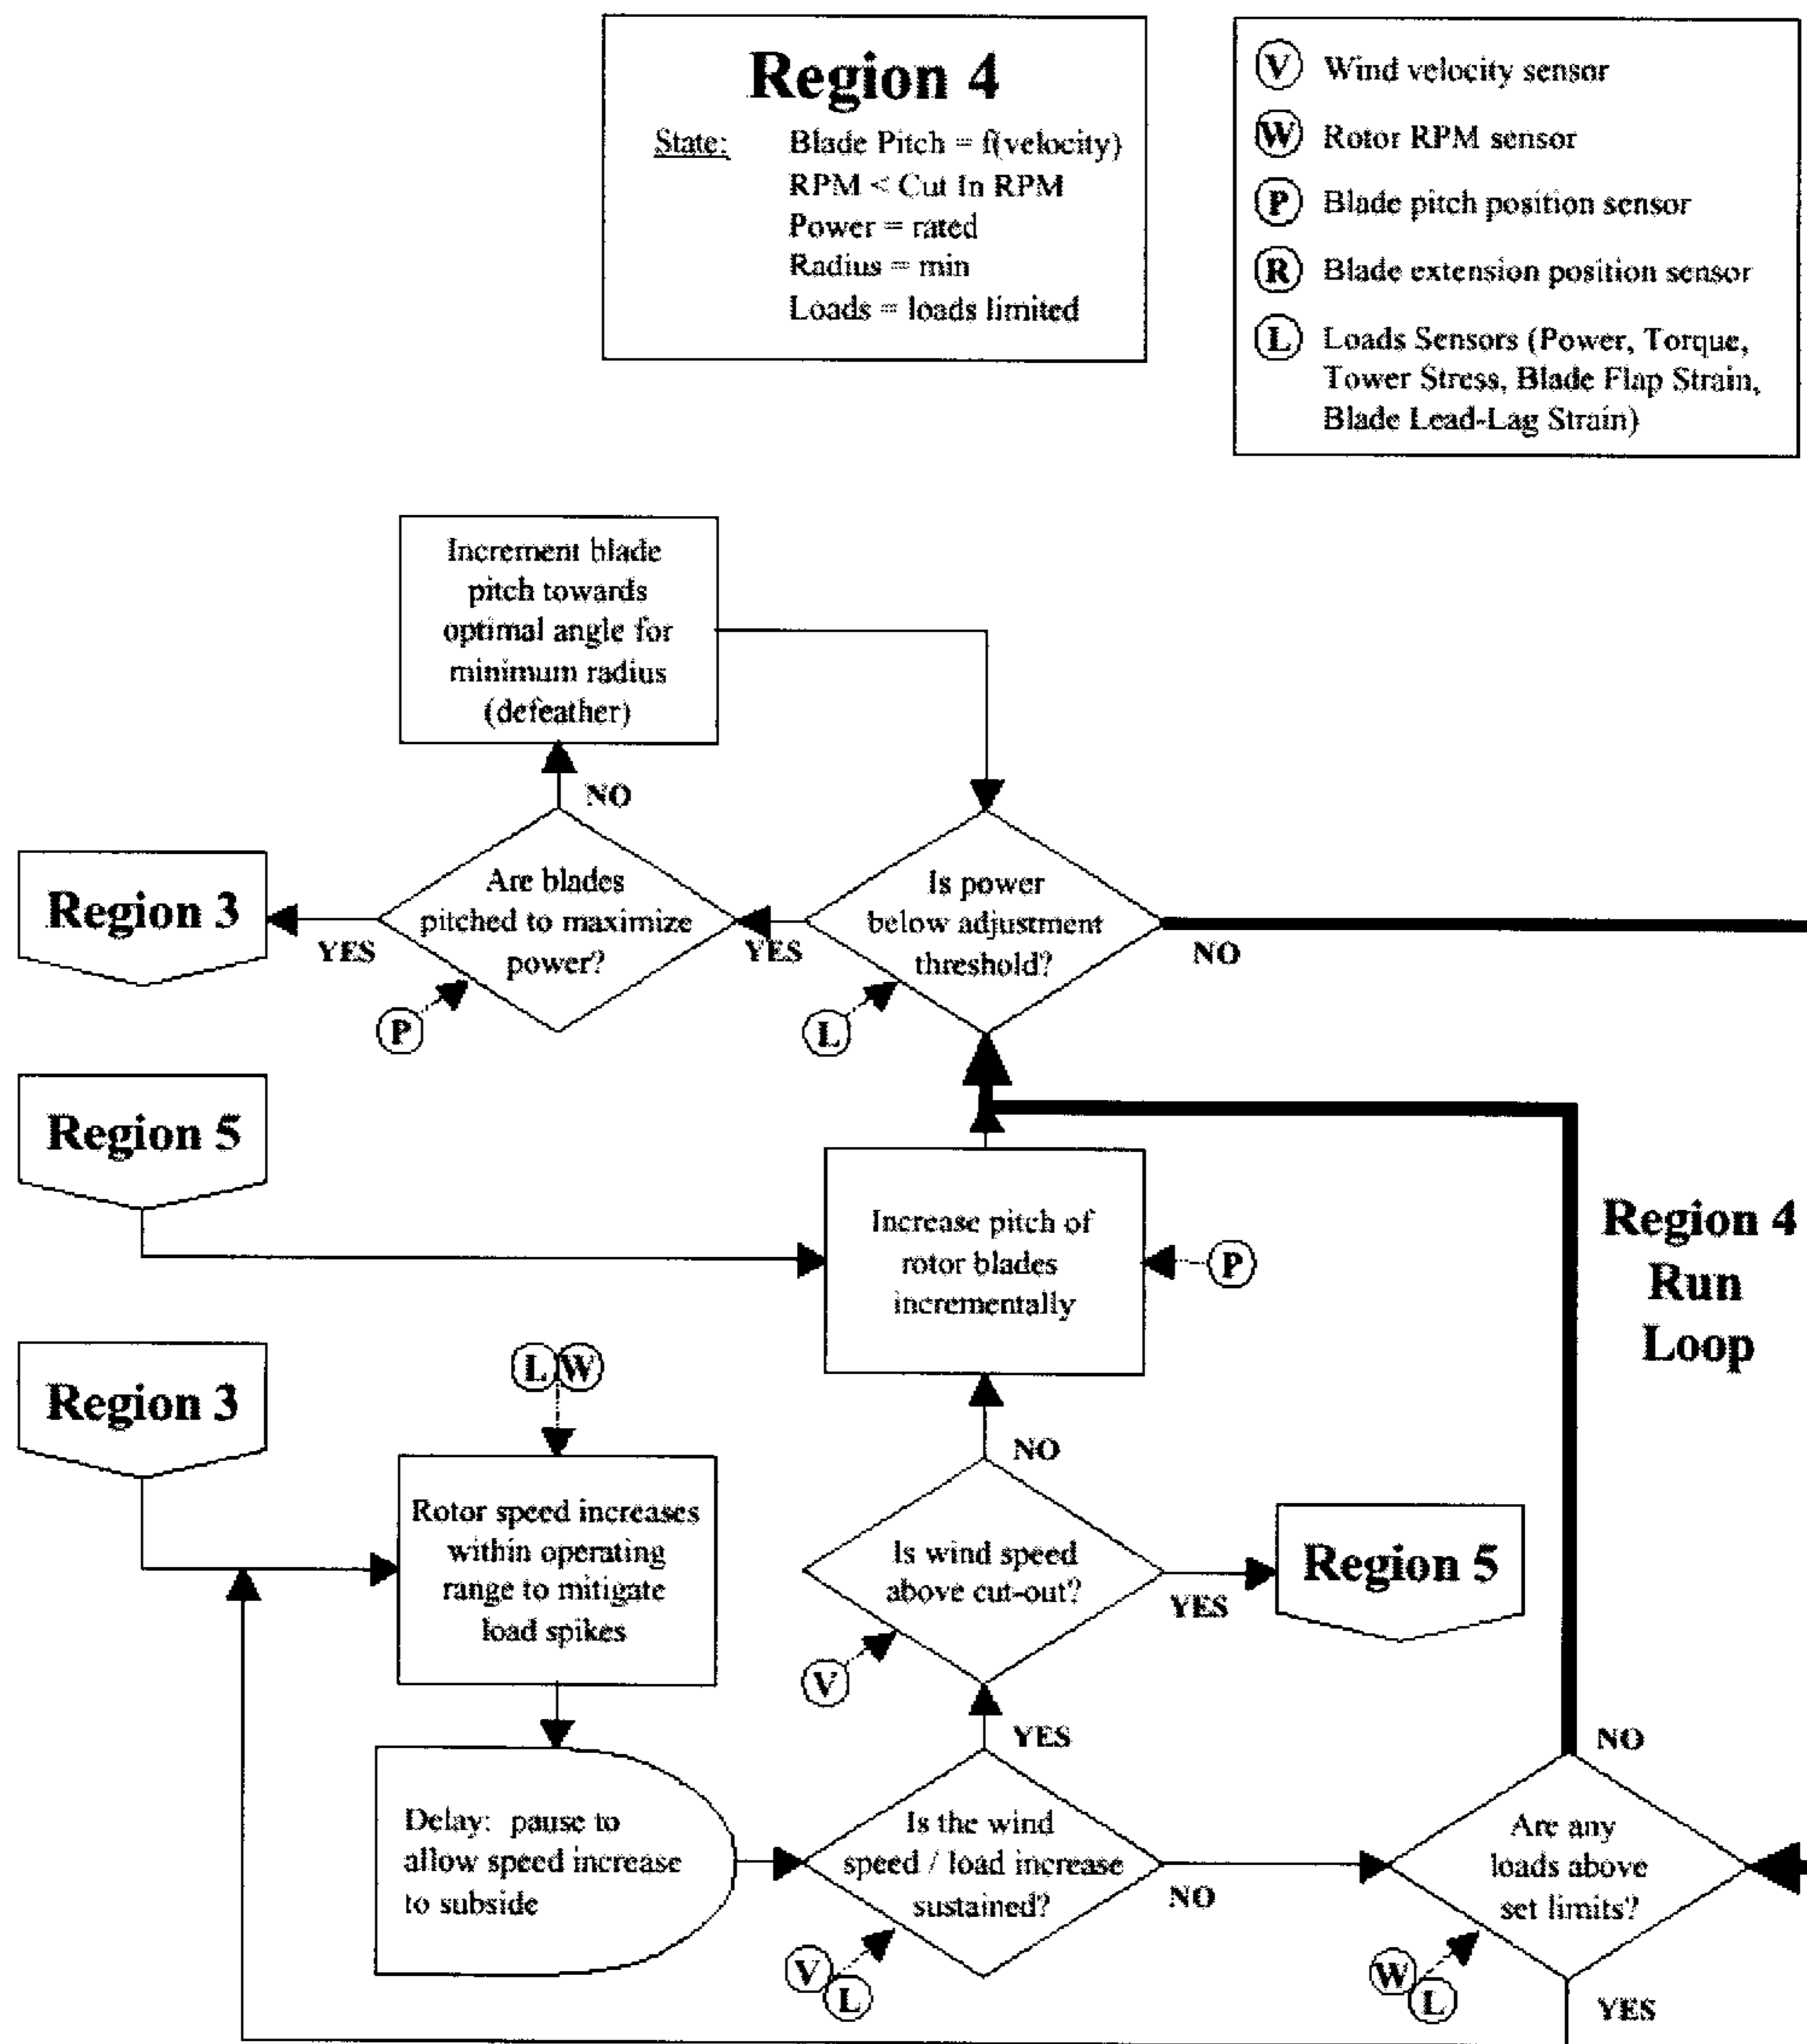 Region 4
State: Blade Pitch = f(velocity)
RPM < Cut In RPM
Power = rated
Radius = min
Loads = loads limited
V Wind velocity sensor
W Rotor RPM sensor
P Blade pitch position sensor
R Blade extension position sensor
L Loads Sensors (Power, Torque,
Tower Stress, Blade Flap Strain,
Blade Lead-Lag Strain)
Increment blade
pitch towards
optimal angle for
minimum radius
(defeather)
NO
Region 3
YES
Are blades
pitched to maximize
power?
P
YES
Is power
below adjustment
threshold?
L
NO
Region 5
Increase pitch of
rotor blades
incrementally
P
Region 4
Run
Loop
Region 3
L W
Rotor speed increases
within operating
range to mitigate
load spikes
NO
Is wind speed
above cut-out?
V
YES
Region 5
Delay: pause to
allow speed increase
to subside
YES
Is the wind
speed / load increase
sustained?
V
L
NO
NO
Are any
loads above
set limits?
W
L
YES